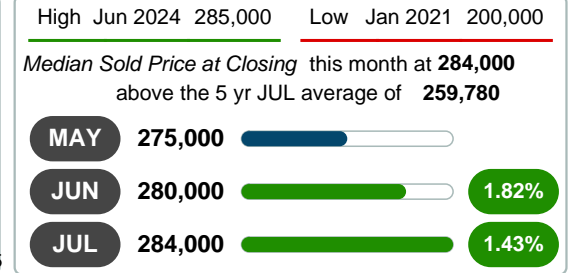 High Jun 2024 285,000 Low Jan 2021 200,000
Median Sold Price at Closing this month at 284,000
above the 5 yr JUL average of 259,780
MAY 275,000
JUN 280,000 1.82%
JUL 284,000 1.43%